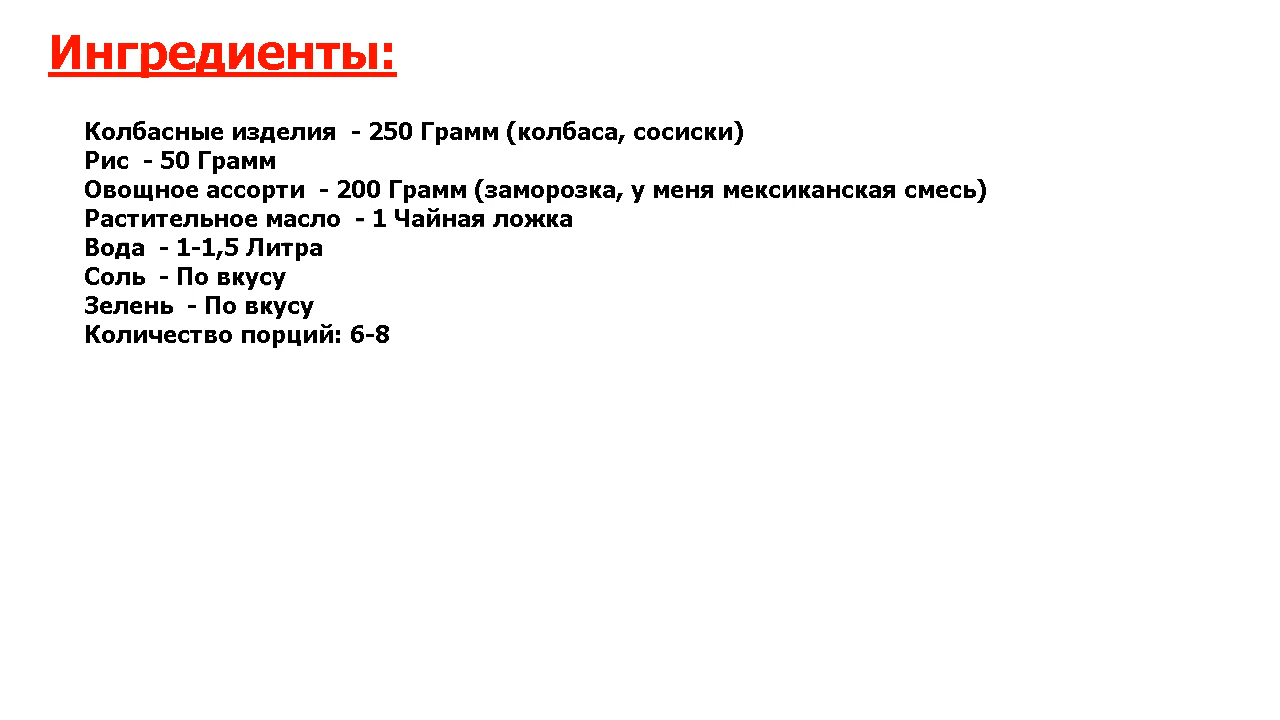 Ингредиенты:
Колбасные изделия  - 250 Грамм (колбаса, сосиски)
Рис  - 50 Грамм
Овощное ассорти  - 200 Грамм (заморозка, у меня мексиканская смесь)
Растительное масло  - 1 Чайная ложка
Вода  - 1-1,5 Литра
Соль  - По вкусу
Зелень  - По вкусу
Количество порций: 6-8